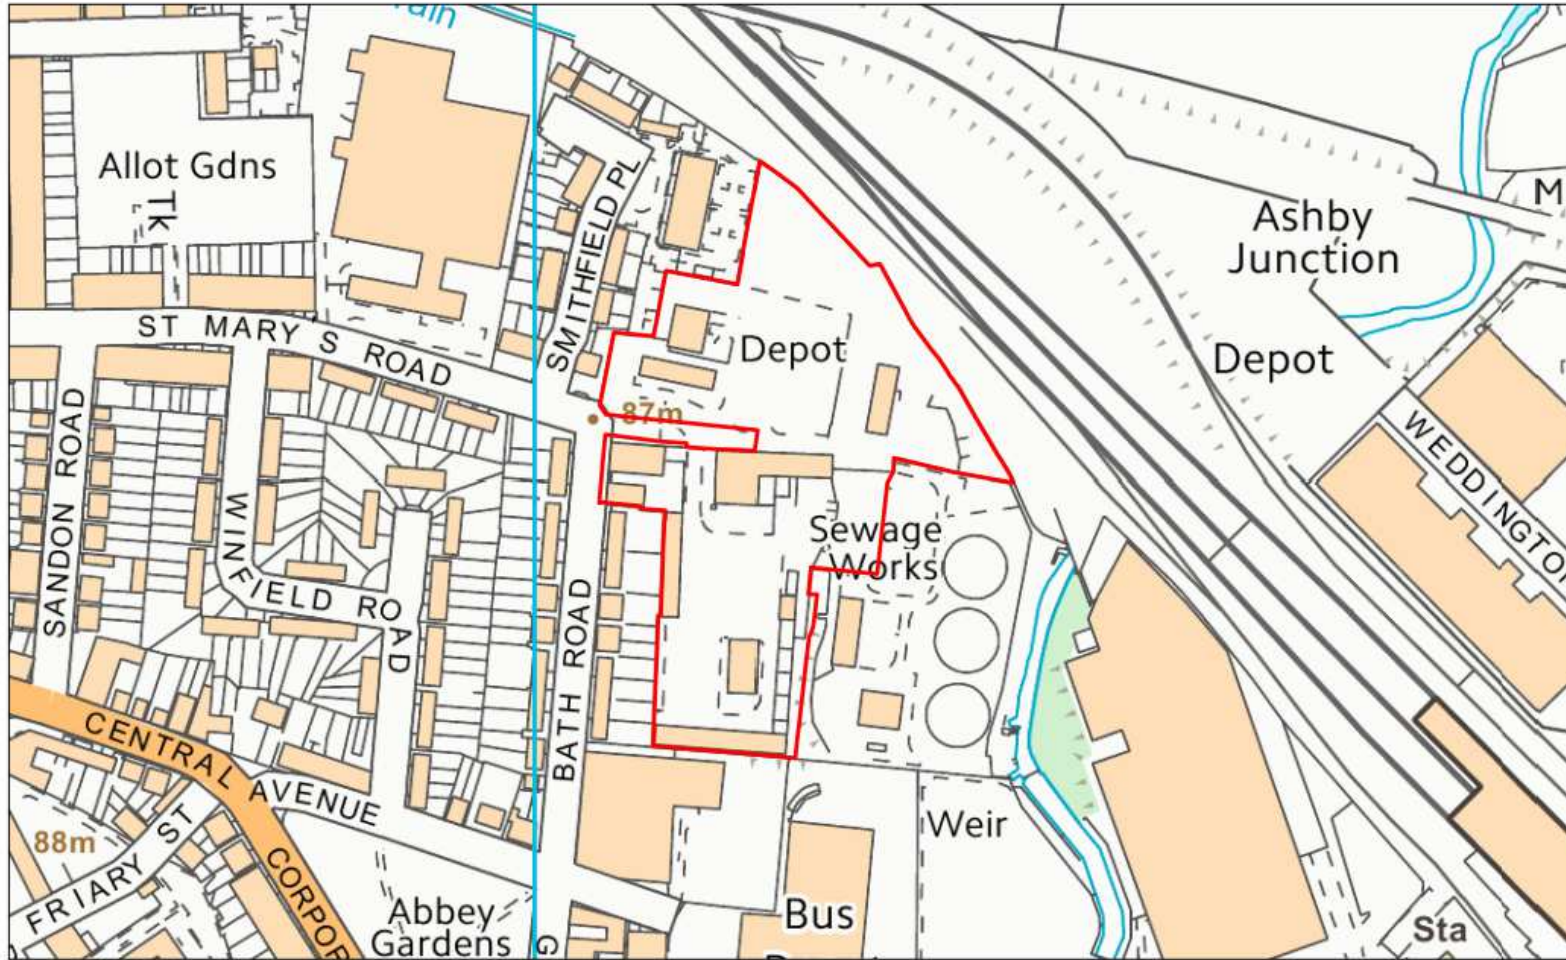 Allot Gdns
Tk
SMITHFIELD PL
Ashby
Junction
ST MARY'S ROAD
Depot
Depot
87m
WEDDINGTON
SANDON ROAD
WINFIELD ROAD
Sewage
Works
BATH ROAD
CENTRAL AVENUE
88m
FRIARY ST
Weir
Abbey
Gardens
Bus
Sta